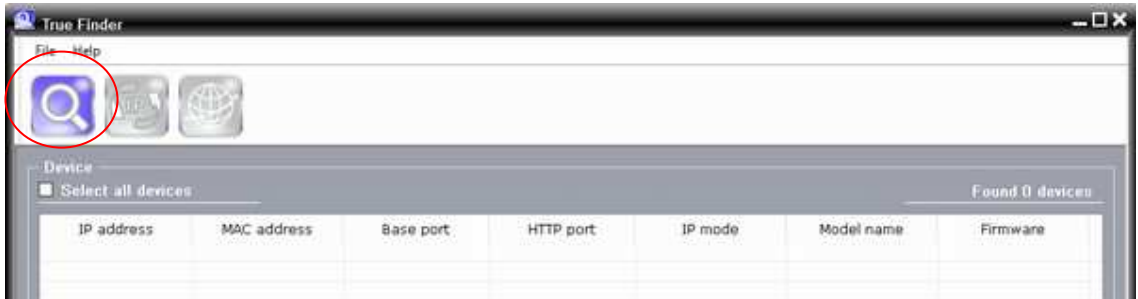 True Finder
File Help
Device
Select all devices
Found 0 devices
IP address MAC address Base port HTTP port IP mode Model name Firmware